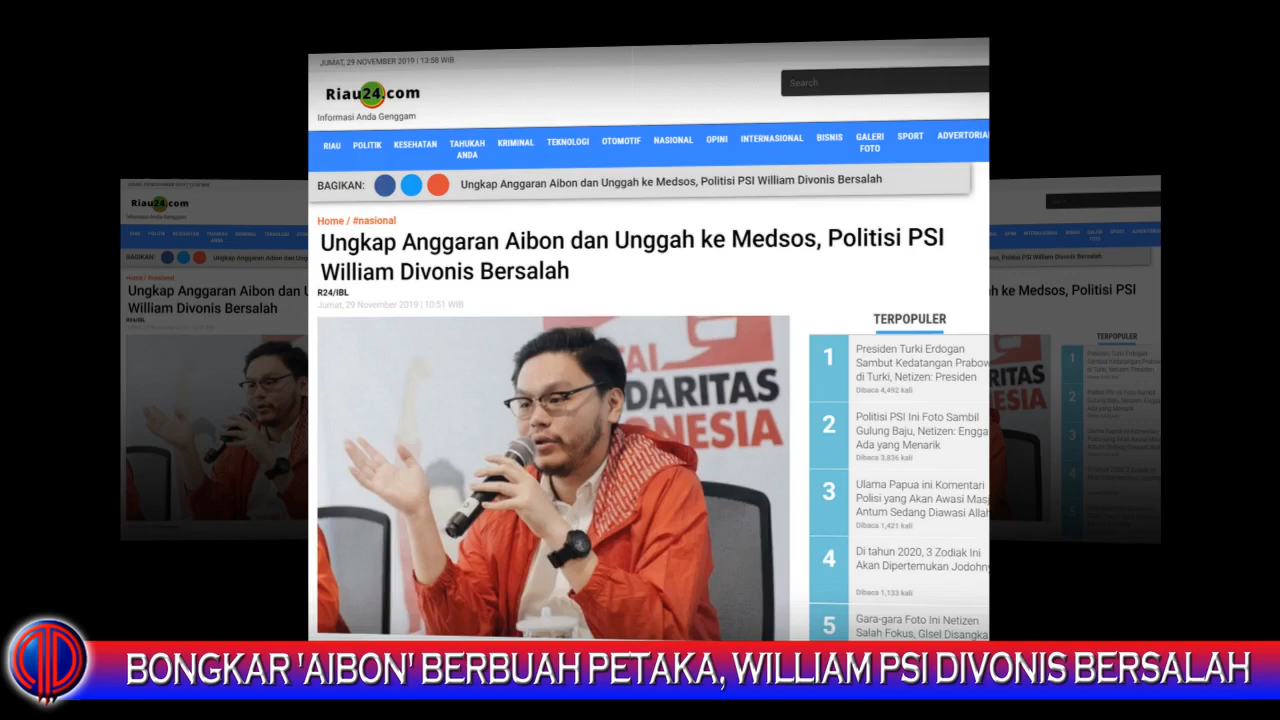 JUMAT, 29 NOVEMBER 2019 | 13:58 WIB
Riau24.com
Informasi Anda Genggam
Search
RIAU POLITIK KESEHATAN TAHUKAH ANDA KRIMINAL TEKNOLOGI OTOMOTIF NASIONAL OPINI INTERNASIONAL BISNIS GALERI FOTO SPORT ADVERTORIAL
BAGIKAN: Ungkap Anggaran Aibon dan Unggah ke Medsos, Politisi PSI William Divonis Bersalah
Home / #nasional
Ungkap Anggaran Aibon dan Unggah ke Medsos, Politisi PSI
William Divonis Bersalah
R24/IBL
Jumat, 29 November 2019 | 10:51 WIB
TAI
DARITAS
ONESIA
TERPOPULER
1
Presiden Turki Erdogan
Sambut Kedatangan Prabow
di Turki, Netizen: Presiden
Dibaca 4,492 kali
2
Politisi PSI Ini Foto Sambil
Gulung Baju, Netizen: Engga
Ada yang Menarik
Dibaca 3,836 kali
3
Ulama Papua ini Komentari
Polisi yang Akan Awasi Mas
Antum Sedang Diawasi Allah
Dibaca 1,421 kali
4
Di tahun 2020, 3 Zodiak Ini
Akan Dipertemukan Jodohny
Dibaca 1,133 kali
5
Gara-gara Foto Ini Netizen
Salah Fokus, GIsel Disangka
BONGKAR 'AIBON' BERBUAH PETAKA, WILLIAM PSI DIVONIS BERSALAH